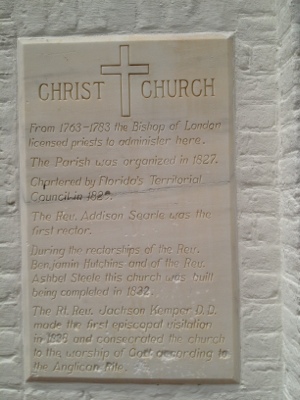 CHRIST CHURCH
From 1763-1783 the Bishop of London
licensed priests to administer here.
The Parish was organized in 1827.
Chartered by Florida's Territorial
Council in
The Rev. Addison Searle was the
first rector.
During the rectorships of the Rev.
Benjamin Hutchins and of the Rev.
Ashbel Steele this church was built
being completed in 1832.
The Rt. Rev. Jackson Kemper D.D.
made the first episcopal visitation
in and consecrated the church
to the worship of God according to
the Anglican Rite.